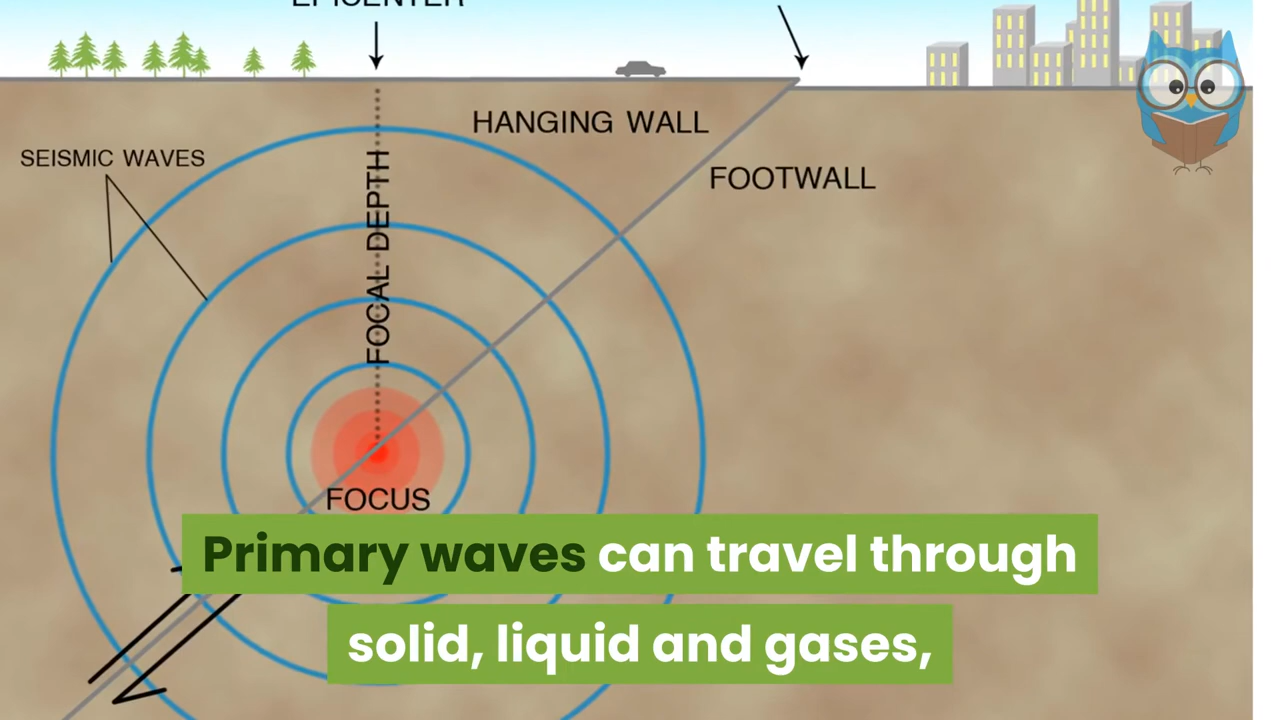 EPICENTER
HANGING WALL
SEISMIC WAVES
FOOTWALL
FOCAL DEPTH
FOCUS
Primary waves can travel through
solid, liquid and gases,